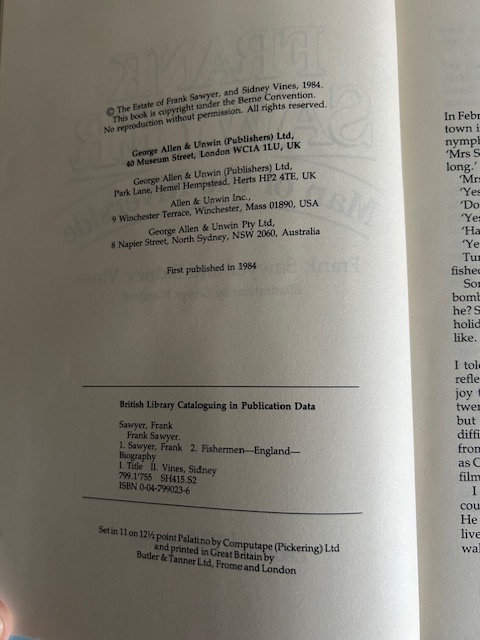 © The Estate of Frank Sawyer, and Sidney Vines, 1984.
This book is copyright under the Berne Convention.
No reproduction without permission. All rights reserved.
George Allen & Unwin (Publishers) Ltd,
40 Museum Street, London WC1A 1LU, UK
George Allen & Unwin (Publishers) Ltd,
Park Lane, Hemel Hempstead, Herts HP2 4TE, UK
Allen & Unwin Inc.,
9 Winchester Terrace, Winchester, Mass 01890, USA
George Allen & Unwin Pty Ltd,
8 Napier Street, North Sydney, NSW 2060, Australia
First published in 1984
British Library Cataloguing in Publication Data
Sawyer, Frank
Frank Sawyer.
1. Sawyer, Frank 2. Fishermen—England—
Biography
I. Title II. Vines, Sidney
799.1'755 SH415.S2
ISBN 0-04-799023-6
Set in 11 on 12½ point Palatino by Computape (Pickering) Ltd
and printed in Great Britain by
Butler & Tanner Ltd, Frome and London
In Febr
town i
nymph
'Mrs S
long.'
'Mrs
'Yes
'Do
'Yes
'Ha
'Ye
Tur
fishe
Sor
bomb
he? S
holid
like.
I tol
refle
joy t
twer
but
diffi
from
as C
film
I
cou
He
live
wal